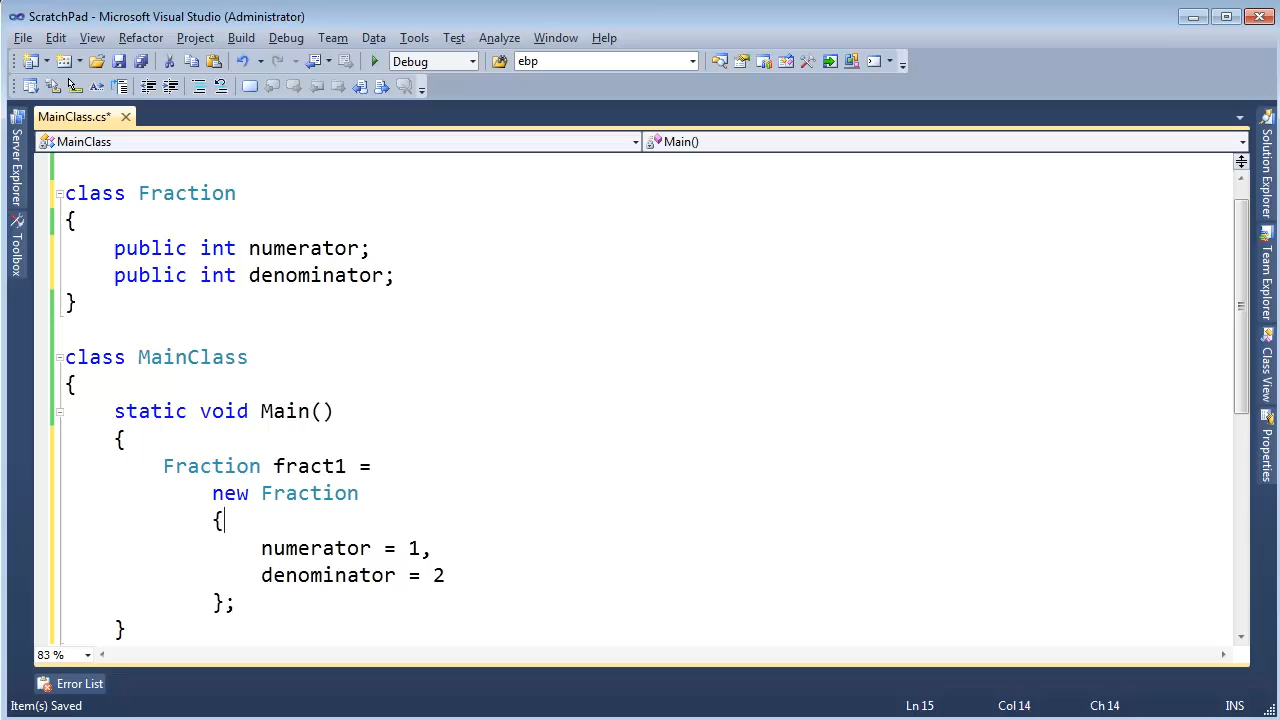 ScratchPad - Microsoft Visual Studio (Administrator)
File Edit View Refactor Project Build Debug Team Data Tools Test Analyze Window Help
Debug ebp
MainClass.cs*
MainClass Main()
Server Explorer
Toolbox
class Fraction
{
public int numerator;
public int denominator;
}
class MainClass
{
static void Main()
{
Fraction fract1 =
new Fraction
{
numerator = 1,
denominator = 2
};
}
Solution Explorer
Team Explorer
Class View
Properties
83 %
Error List
Item(s) Saved Ln 15 Col 14 Ch 14 INS